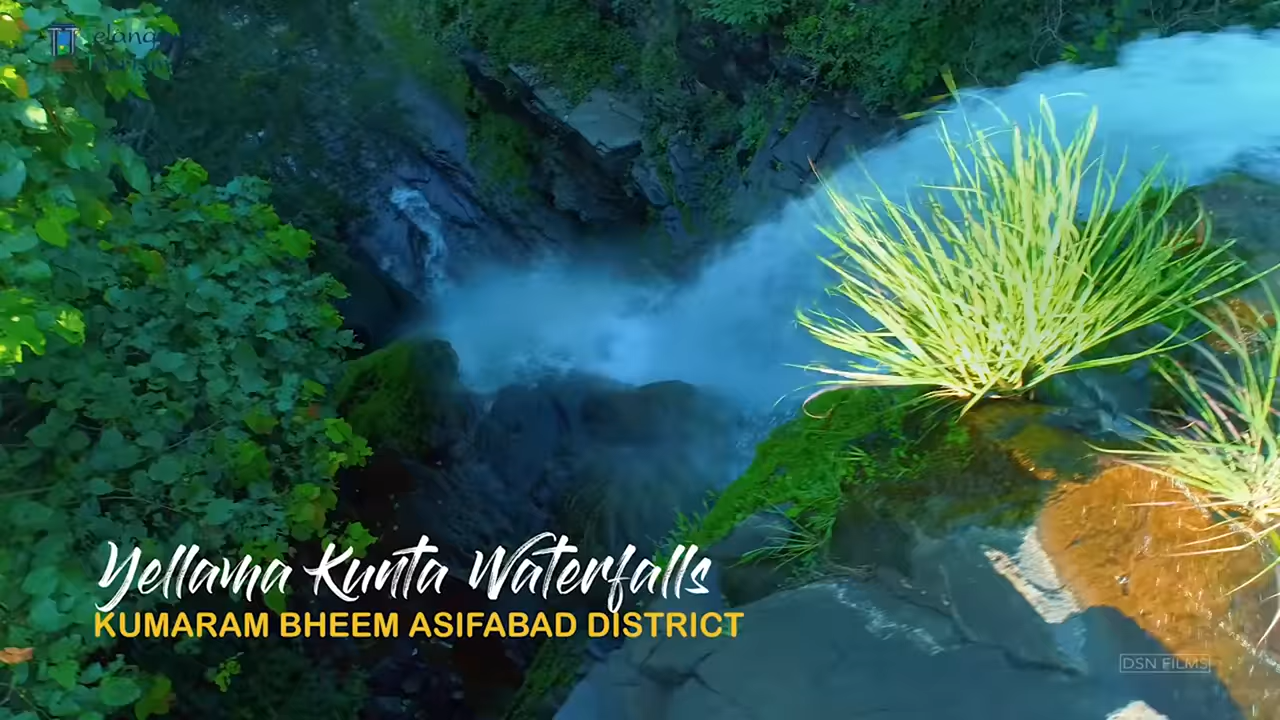 Yellama Kunta Waterfalls
KUMARAM BHEEM ASIFABAD DISTRICT
DSN FILMS